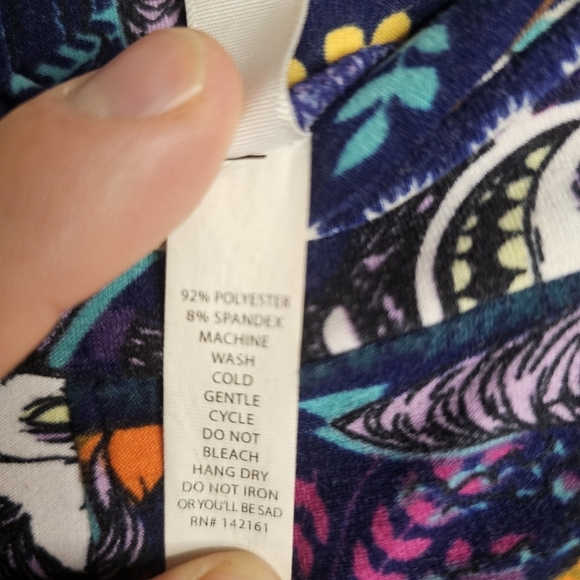 92% POLYESTER
8% SPANDEX
MACHINE
WASH
COLD
GENTLE
CYCLE
DO NOT
BLEACH
HANG DRY
DO NOT IRON
OR YOU'LL BE SAD
RN# 142161